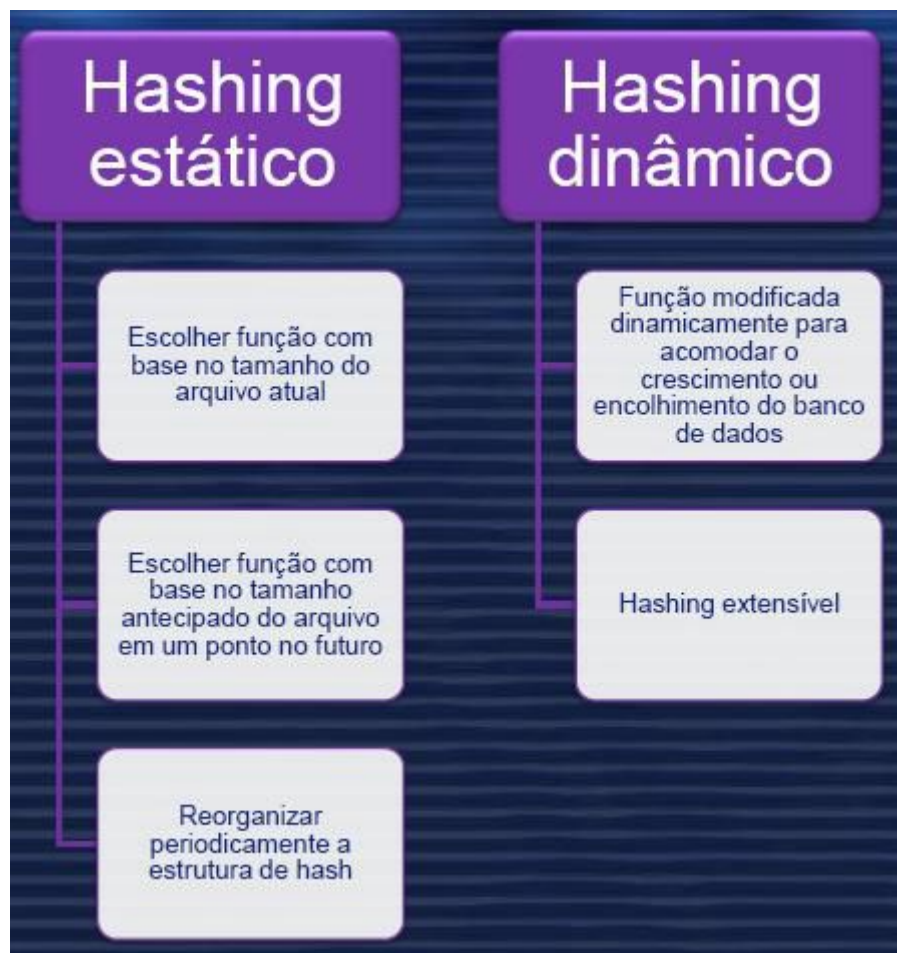 Hashing
estático
Escolher função com
base no tamanho do
arquivo atual
Escolher função com
base no tamanho
antecipado do arquivo
em um ponto no futuro
Reorganizar
periodicamente a
estrutura de hash
Hashing
dinâmico
Função modificada
dinamicamente para
acomodar o
crescimento ou
encolhimento do banco
de dados
Hashing extensível